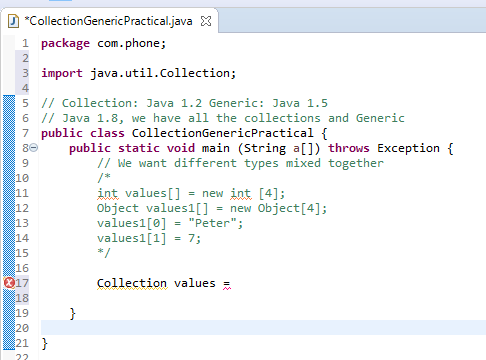 *CollectionGenericPractical.java
1 package com.phone;
2
3 import java.util.Collection;
4
5 // Collection: Java 1.2 Generic: Java 1.5
6 // Java 1.8, we have all the collections and Generic
7 public class CollectionGenericPractical {
8 public static void main (String a[]) throws Exception {
9 // We want different types mixed together
10 /*
11 int values[] = new int [4];
12 Object values1[] = new Object[4];
13 values1[0] = "Peter";
14 values1[1] = 7;
15 */
16
17 Collection values =
18
19 }
20
21 }
22